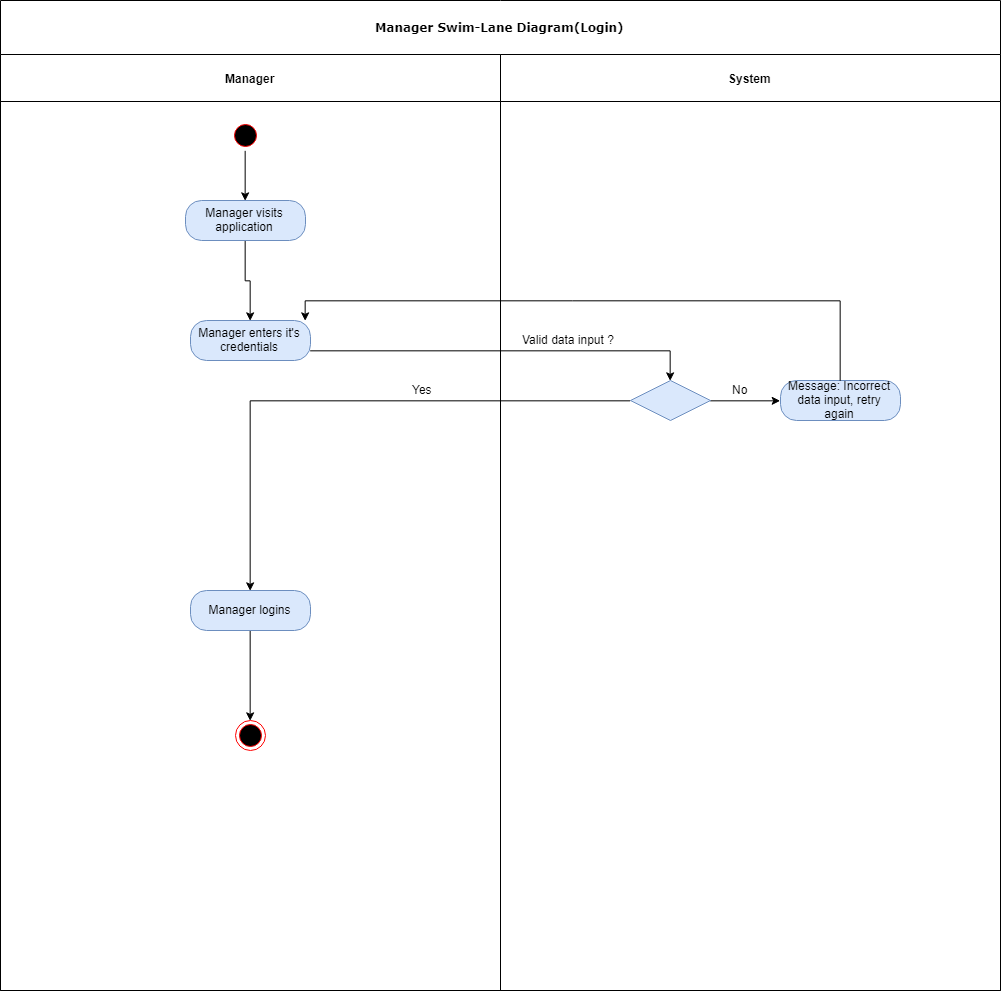 Manager Swim-Lane Diagram(Login)
Manager
System
Manager visits
application
Manager enters it's
credentials
Valid data input ?
Yes
No
Message: Incorrect
data input, retry
again
Manager logins